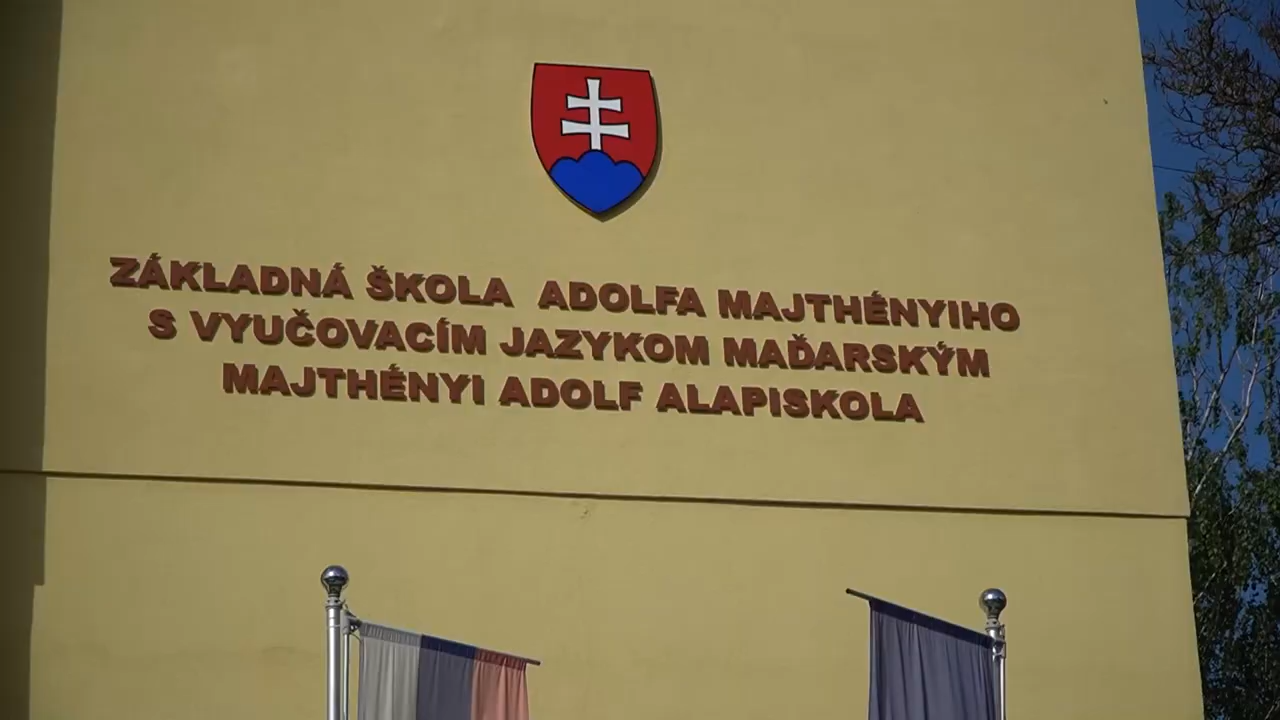 ZÁKLADNÁ ŠKOLA ADOLFA MAJTHÉNYIHO
S VYUČOVACÍM JAZYKOM MAĎARSKÝM
MAJTHÉNYI ADOLF ALAPISKOLA